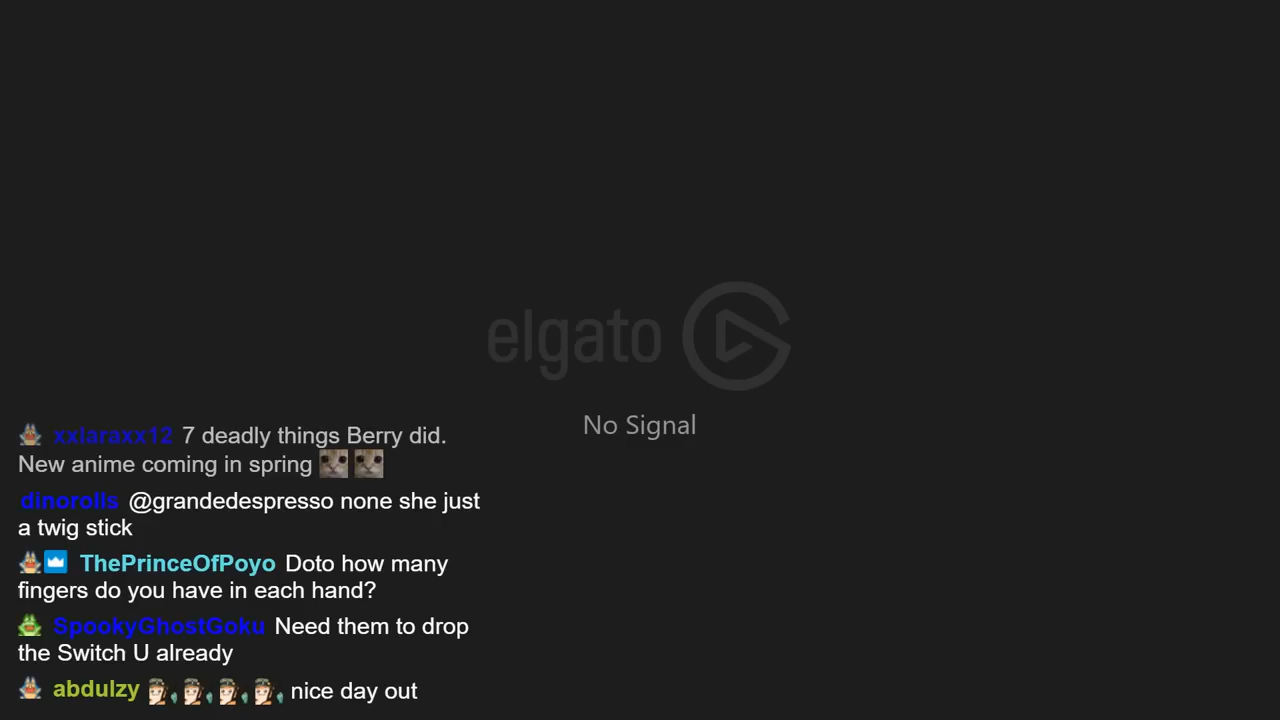 elgato
No Signal
xxlaraxx12 7 deadly things Berry did.
New anime coming in spring
dinorolls @grandedespresso none she just
a twig stick
ThePrinceOfPoyo Doto how many
fingers do you have in each hand?
SpookyGhostGoku Need them to drop
the Switch U already
abdulzy nice day out